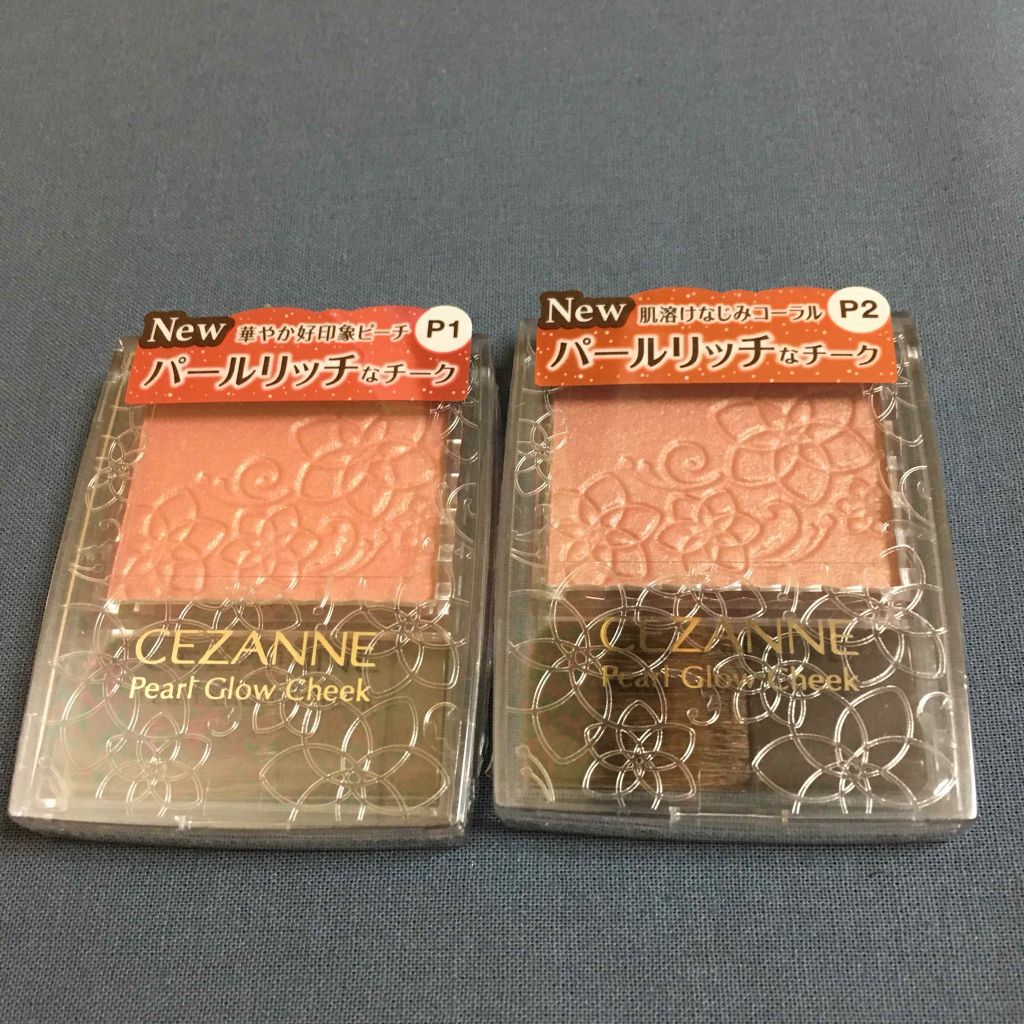 New 華やか好印象ピーチ P1
パールリッチなチーク
CEZANNE
Pearl Glow Cheek
New 肌溶けなじみコーラル P2
パールリッチなチーク
CEZANNE
Pearl Glow Cheek